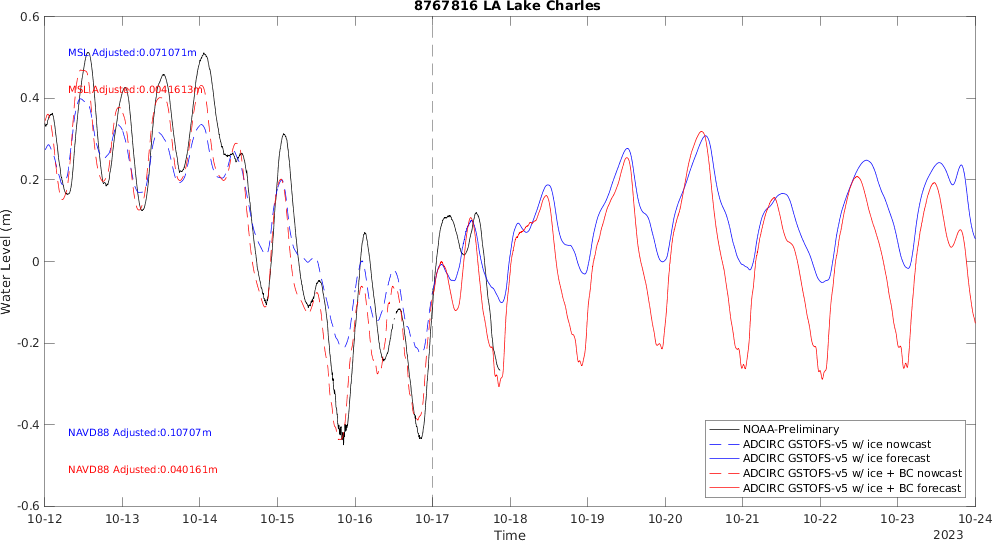 8767816 LA Lake Charles
0.6
0.4
0.2
0
-0.2
-0.4
-0.6
Water Level (m)
MSL Adjusted:0.071071m
MSL Adjusted:0.0041613m
NAVD88 Adjusted:0.10707m
NAVD88 Adjusted:0.040161m
NOAA-Preliminary
ADCIRC GSTOFS-v5 w/ ice nowcast
ADCIRC GSTOFS-v5 w/ ice forecast
ADCIRC GSTOFS-v5 w/ ice + BC nowcast
ADCIRC GSTOFS-v5 w/ ice + BC forecast
10-12 10-13 10-14 10-15 10-16 10-17 10-18 10-19 10-20 10-21 10-22 10-23 10-24
Time
2023